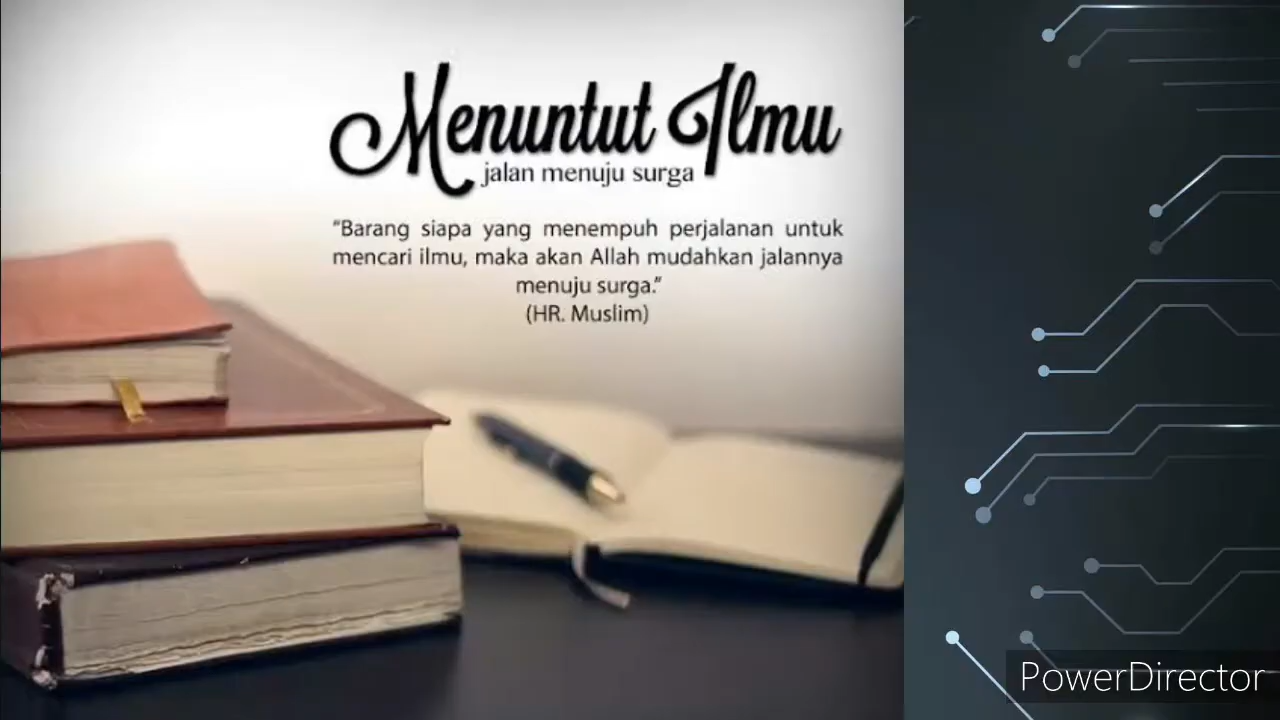 Menuntut Ilmu
jalan menuju surga
“Barang siapa yang menempuh perjalanan untuk
mencari ilmu, maka akan Allah mudahkan jalannya
menuju surga.”
(HR. Muslim)
PowerDirector